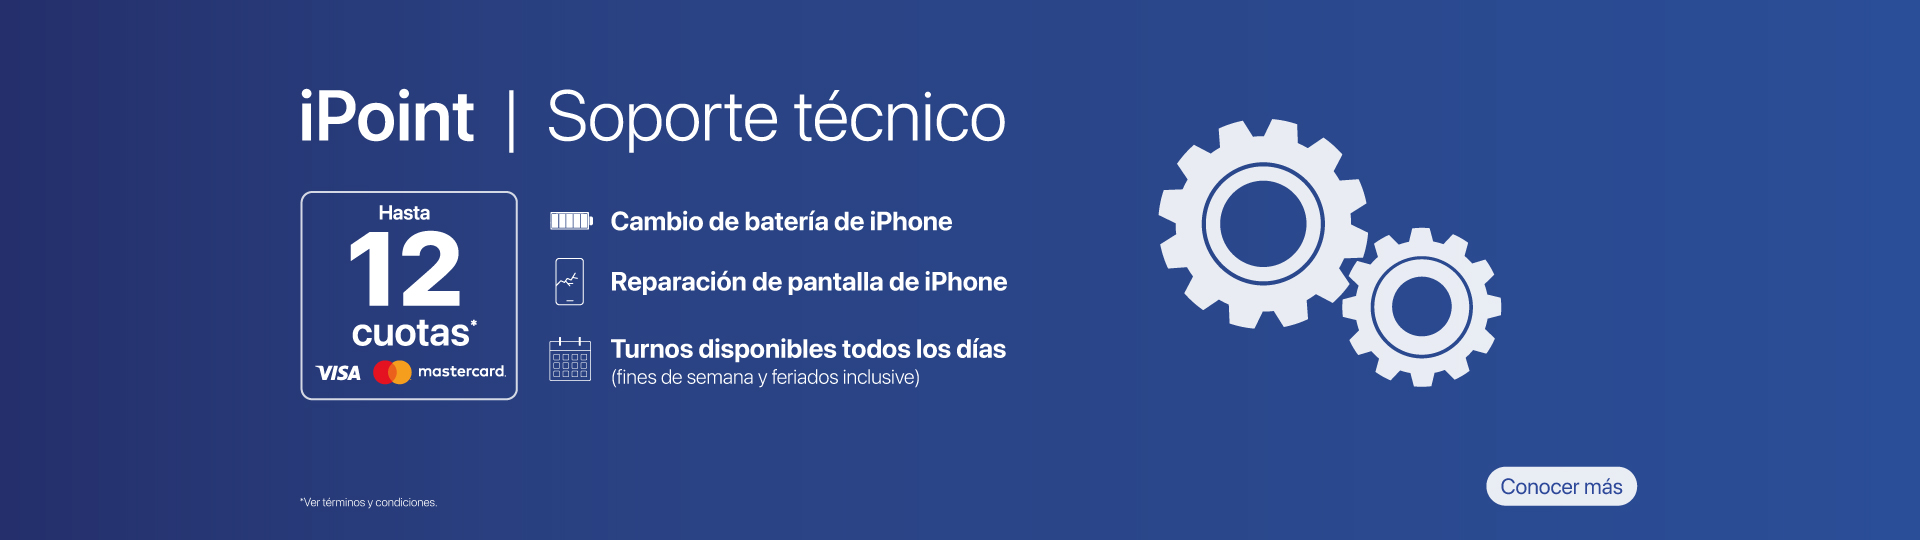 iPoint | Soporte técnico
Hasta
12
cuotas*
VISA mastercard.
Cambio de batería de iPhone
Reparación de pantalla de iPhone
Turnos disponibles todos los días
(fines de semana y feriados inclusive)
*Ver términos y condiciones.
Conocer más